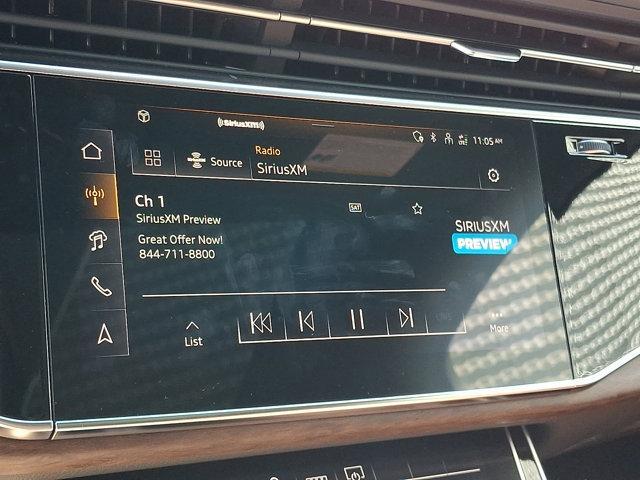 SiriusXM
11:05 AM
Source
Radio
SiriusXM
Ch 1
SiriusXM Preview
SAT
Great Offer Now!
844-711-8800
SIRIUSXM
PREVIEW
List
More